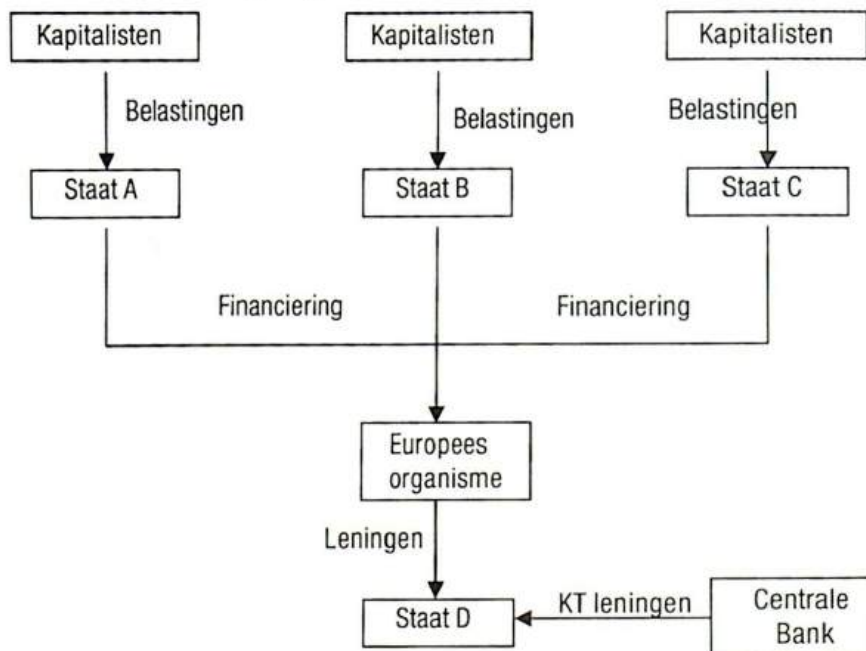 Kapitalisten
Kapitalisten
Kapitalisten
Belastingen
Belastingen
Belastingen
Staat A
Staat B
Staat C
Financiering
Financiering
Europees
organisme
Leningen
Staat D
KT leningen
Centrale
Bank